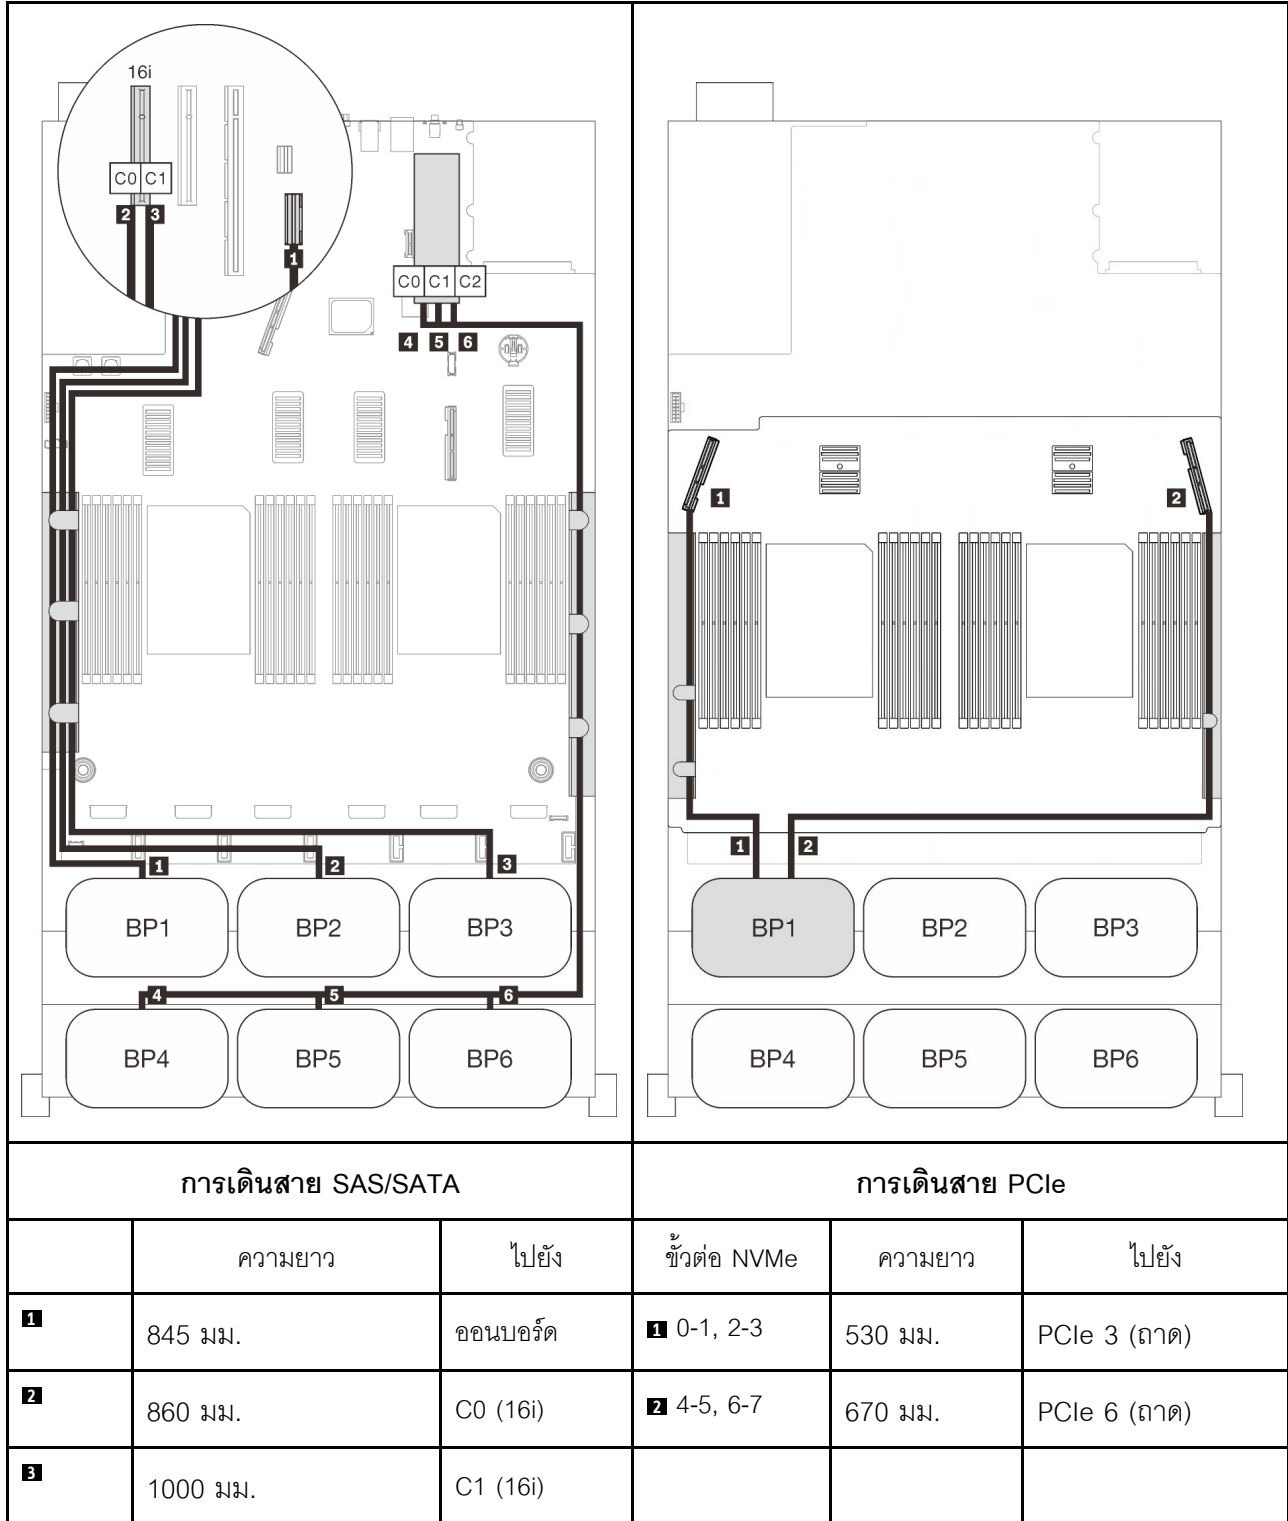 16i
C0 C1
2 3
1
C0 C1 C2
4 5 6
1 2 3
BP1 BP2 BP3
4 5 6
BP4 BP5 BP6
1 2
1 2
BP1 BP2 BP3
BP4 BP5 BP6
การเดินสาย SAS/SATA การเดินสาย PCIe
ความยาว ไปยัง ขั้วต่อ NVMe ความยาว ไปยัง
1 845 มม. ออนบอร์ด 1 0-1, 2-3 530 มม. PCIe 3 (ถาด)
2 860 มม. C0 (16i) 2 4-5, 6-7 670 มม. PCIe 6 (ถาด)
3 1000 มม. C1 (16i)